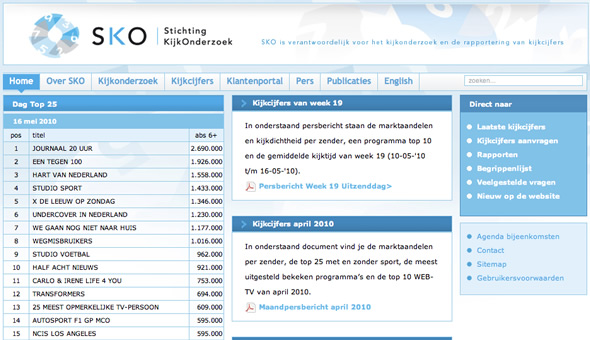 SKO
Stichting
KijkOnderzoek
SKO is verantwoordelijk voor het kijkonderzoek en de rapportering van kijkcijfers
Home Over SKO Kijkonderzoek Kijkcijfers Klantenportal Pers Publicaties English
zoeken...
Dag Top 25
16 mei 2010
pos titel abs 6+
1 JOURNAAL 20 UUR 2.690.000
2 EEN TEGEN 100 1.926.000
3 HART VAN NEDERLAND 1.558.000
4 STUDIO SPORT 1.433.000
5 X DE LEEUW OP ZONDAG 1.346.000
6 UNDERCOVER IN NEDERLAND 1.230.000
7 WE GAAN NOG NIET NAAR HUIS 1.177.000
8 WEGMISBRUIKERS 1.016.000
9 STUDIO VOETBAL 962.000
10 HALF ACHT NIEUWS 921.000
11 CARLO & IRENE LIFE 4 YOU 753.000
12 TRANSFORMERS 694.000
13 25 MEEST OPMERKELIJKE TV-PERSOON 609.000
14 AUTOSPORT F1 GP MCO 595.000
15 NCIS LOS ANGELES 595.000
Kijkcijfers van week 19
In onderstaand persbericht staan de marktaandelen
en kijkdichtheid per zender, een programma top 10
en de gemiddelde kijktijd van week 19 (10-05-'10
t/m 16-05-'10).
Persbericht Week 19 Uitzenddag>
Kijkcijfers april 2010
In onderstaand document vind je de marktaandelen
per zender, de top 25 met en zonder sport, de meest
uitgesteld bekeken programma's en de top 10 WEB-
TV van april 2010.
Maandpersbericht april 2010
Direct naar
Laatste kijkcijfers
Kijkcijfers aanvragen
Rapporten
Begrippenlijst
Veelgestelde vragen
Nieuw op de website
Agenda bijeenkomsten
Contact
Sitemap
Gebruikersvoorwaarden